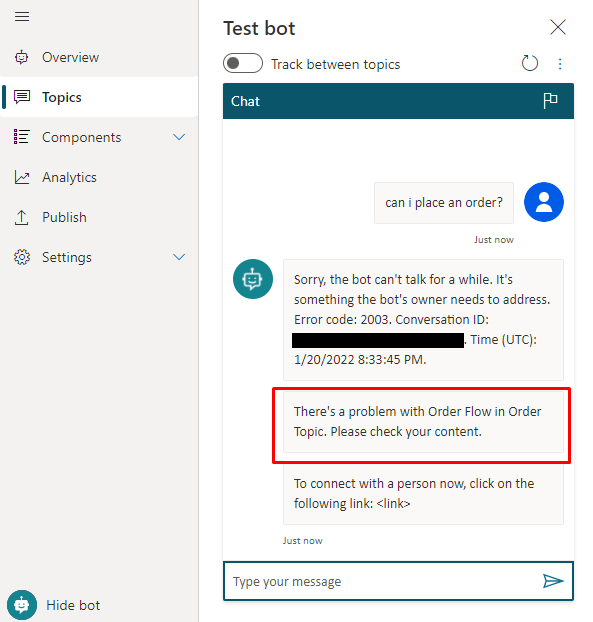 Overview
Topics
Components
Analytics
Publish
Settings
Hide bot
Test bot
Track between topics
Chat
can i place an order?
Just now
Sorry, the bot can't talk for a while. It's
something the bot's owner needs to address.
Error code: 2003. Conversation ID:
. Time (UTC):
1/20/2022 8:33:45 PM.
There's a problem with Order Flow in Order
Topic. Please check your content.
To connect with a person now, click on the
following link: <link>
Just now
Type your message